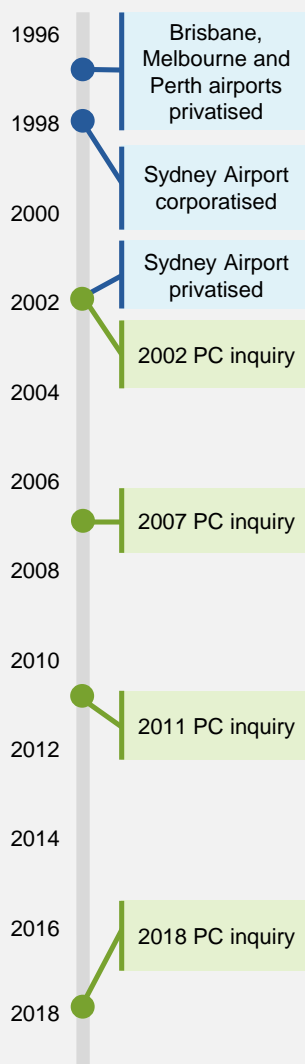 1996
Brisbane,
Melbourne and
Perth airports
privatised
1998
Sydney Airport
corporatised
2000
Sydney Airport
privatised
2002
2002 PC inquiry
2004
2006
2007 PC inquiry
2008
2010
2011 PC inquiry
2012
2014
2016
2018 PC inquiry
2018